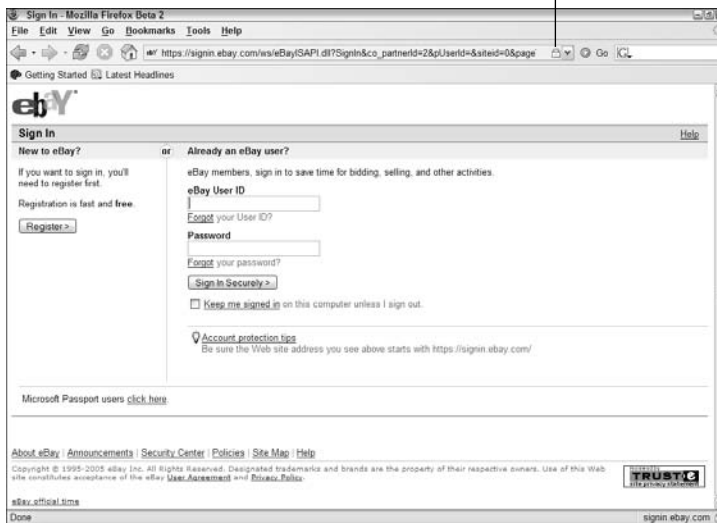 Sign In - Mozilla Firefox Beta 2
File Edit View Go Bookmarks Tools Help
https://signin.ebay.com/ws/eBayISAPI.dll?SignIn&co_partnerId=2&pUserId=&siteid=0&page
Go
Getting Started Latest Headlines
ebY
Sign In Help
New to eBay? or Already an eBay user?
If you want to sign in, you'll
need to register first.
Registration is fast and free.
Register >
eBay members, sign in to save time for bidding, selling, and other activities.
eBay User ID
Forgot your User ID?
Password
Forgot your password?
Sign In Securely >
Keep me signed in on this computer unless I sign out.
Account protection tips
Be sure the Web site address you see above starts with https://signin.ebay.com/
Microsoft Passport users click here.
About eBay | Announcements | Security Center | Policies | Site Map | Help
Copyright © 1995-2005 eBay Inc. All Rights Reserved. Designated trademarks and brands are the property of their respective owners. Use of this Web
site constitutes acceptance of the eBay User Agreement and Privacy Policy.
TRUSTe
site privacy statement
eBay official time
Done signin.ebay.com